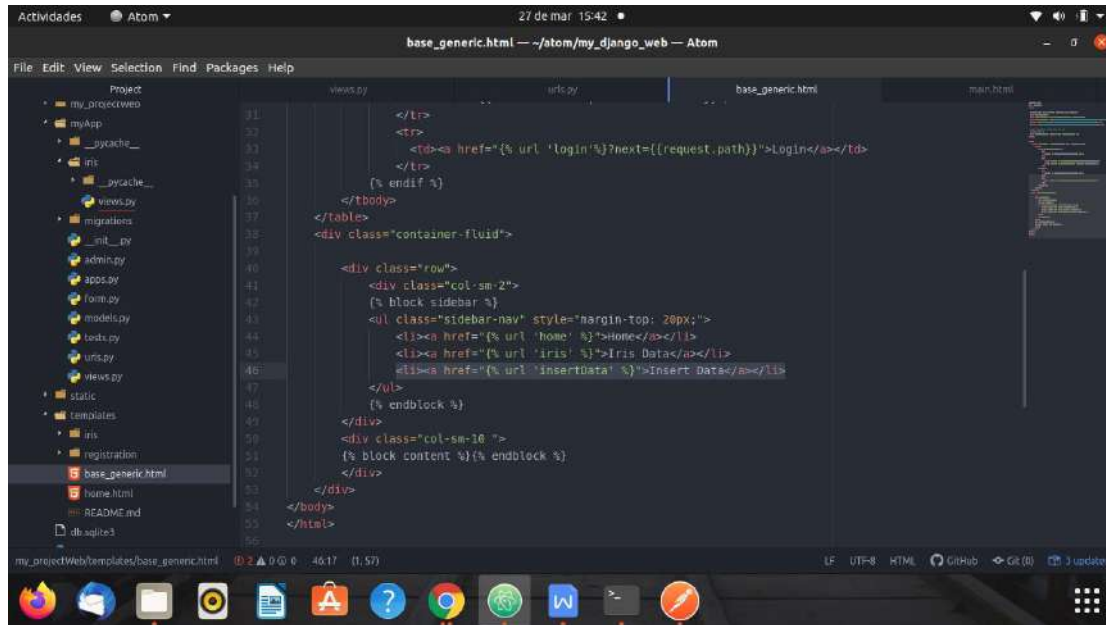 Actividades Atom
27 de mar 15:42
base_generic.html — ~/atom/my_django_web — Atom
File Edit View Selection Find Packages Help
Project
views.py urls.py base_generic.html main.html
my_projectweb
myApp
__pycache__
iris
__pycache__
views.py
migrations
__init__.py
admin.py
apps.py
form.py
models.py
tests.py
urls.py
views.py
static
templates
iris
registration
base_generic.html
home.html
README.md
db.sqlite3
31 </tr>
32 <tr>
33 <td><a href="{% url 'login'%}?next={{request.path}}">Login</a></td>
34 </tr>
35 {% endif %}
36 </tbody>
37 </table>
38 <div class="container-fluid">
39
40 <div class="row">
41 <div class="col-sm-2">
42 {% block sidebar %}
43 <ul class="sidebar-nav" style="margin-top: 20px;">
44 <li><a href="{% url 'home' %}">Home</a></li>
45 <li><a href="{% url 'iris' %}">Iris Data</a></li>
46 <li><a href="{% url 'insertData' %}">Insert Data</a></li>
47 </ul>
48 {% endblock %}
49 </div>
50 <div class="col-sm-10 ">
51 {% block content %}{% endblock %}
52 </div>
53 </div>
54 </body>
55 </html>
56
my_projectWeb/templates/base_generic.html 2 0 0 46:17 (1, 57)
LF UTF-8 HTML GitHub Git (0) 3 updates